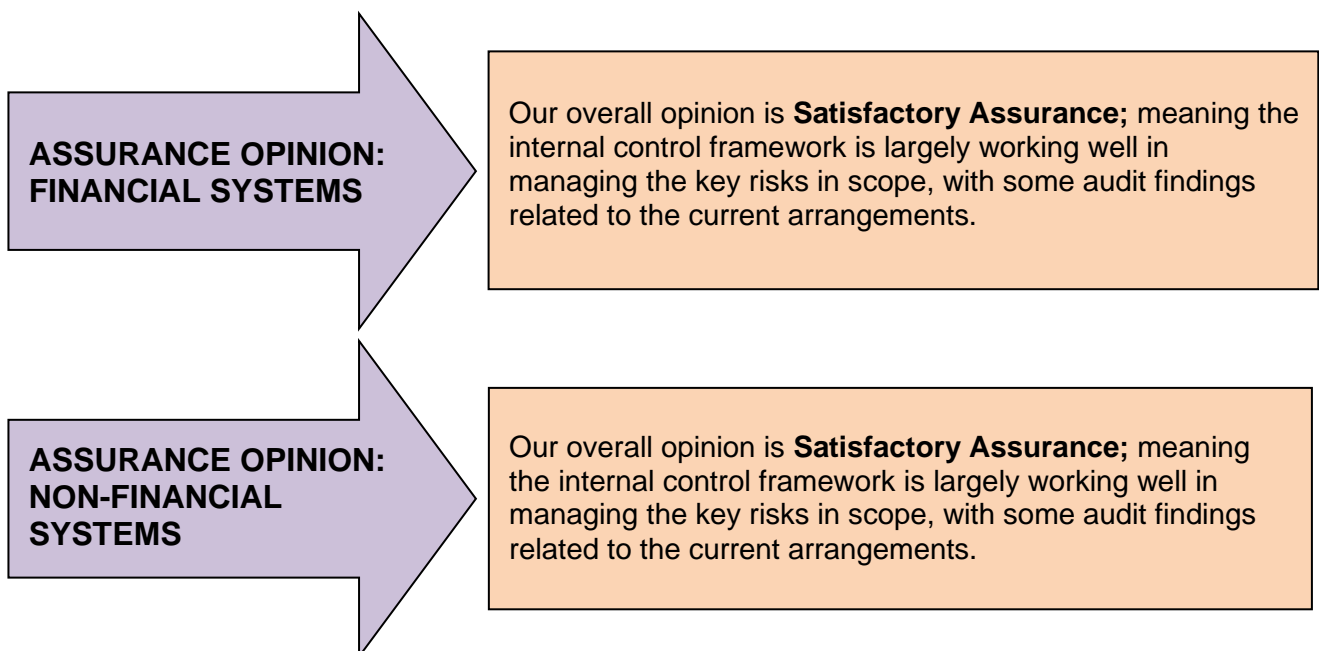 ASSURANCE OPINION:
FINANCIAL SYSTEMS
Our overall opinion is Satisfactory Assurance; meaning the
internal control framework is largely working well in
managing the key risks in scope, with some audit findings
related to the current arrangements.
ASSURANCE OPINION:
NON-FINANCIAL
SYSTEMS
Our overall opinion is Satisfactory Assurance; meaning
the internal control framework is largely working well in
managing the key risks in scope, with some audit findings
related to the current arrangements.